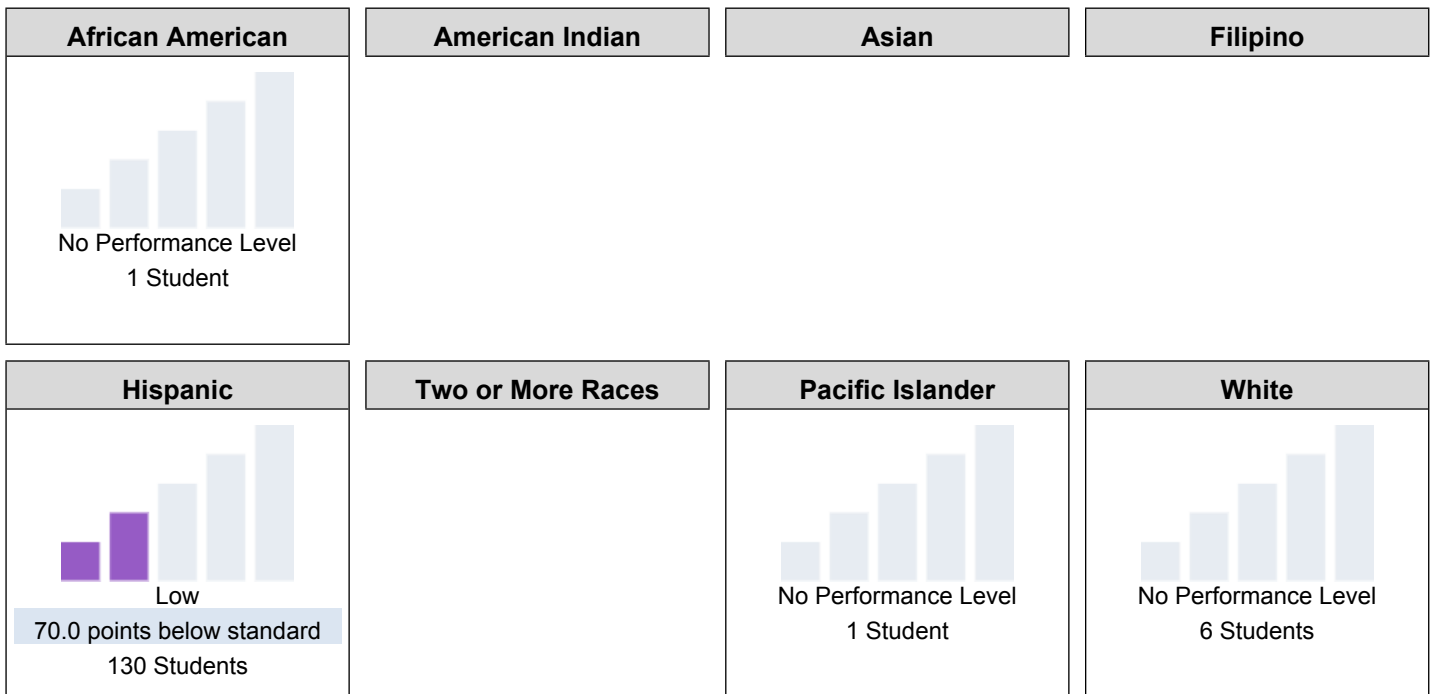 African American
American Indian
Asian
Filipino
No Performance Level
1 Student
Hispanic
Two or More Races
Pacific Islander
White
Low
70.0 points below standard
130 Students
No Performance Level
1 Student
No Performance Level
6 Students